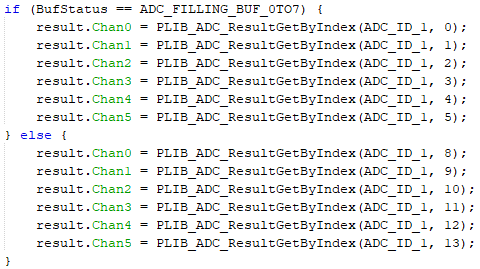 if (BufStatus == ADC_FILLING_BUF_0TO7) {
    result.Chan0 = PLIB_ADC_ResultGetByIndex(ADC_ID_1, 0);
    result.Chan1 = PLIB_ADC_ResultGetByIndex(ADC_ID_1, 1);
    result.Chan2 = PLIB_ADC_ResultGetByIndex(ADC_ID_1, 2);
    result.Chan3 = PLIB_ADC_ResultGetByIndex(ADC_ID_1, 3);
    result.Chan4 = PLIB_ADC_ResultGetByIndex(ADC_ID_1, 4);
    result.Chan5 = PLIB_ADC_ResultGetByIndex(ADC_ID_1, 5);
} else {
    result.Chan0 = PLIB_ADC_ResultGetByIndex(ADC_ID_1, 8);
    result.Chan1 = PLIB_ADC_ResultGetByIndex(ADC_ID_1, 9);
    result.Chan2 = PLIB_ADC_ResultGetByIndex(ADC_ID_1, 10);
    result.Chan3 = PLIB_ADC_ResultGetByIndex(ADC_ID_1, 11);
    result.Chan4 = PLIB_ADC_ResultGetByIndex(ADC_ID_1, 12);
    result.Chan5 = PLIB_ADC_ResultGetByIndex(ADC_ID_1, 13);
}